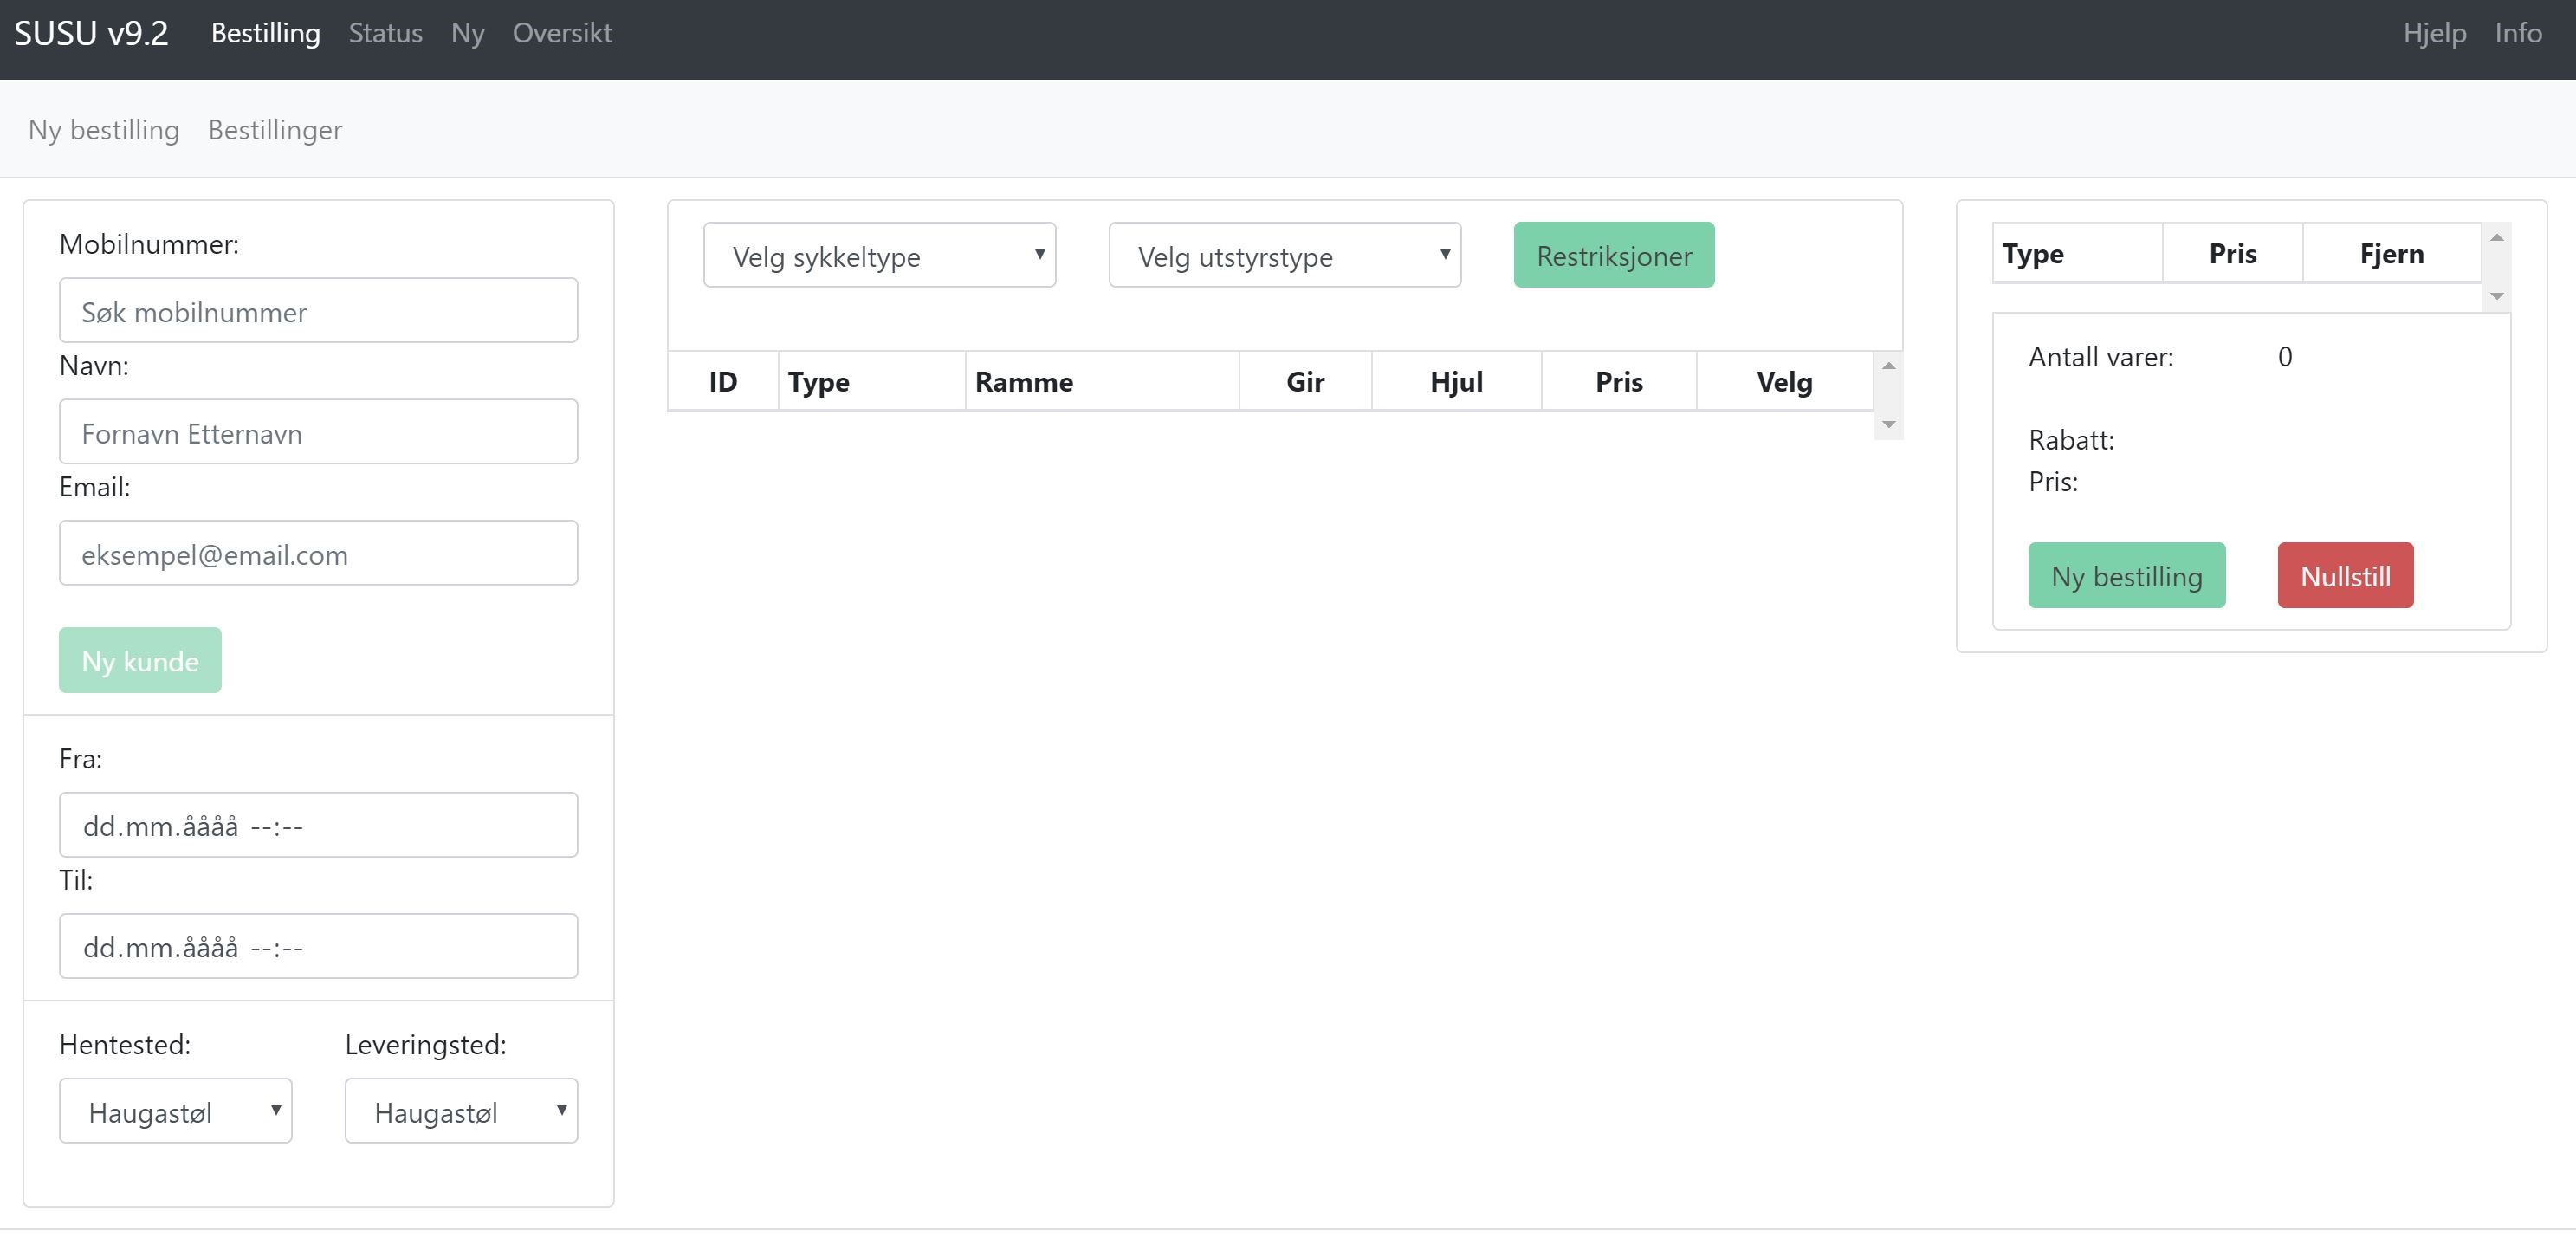 SUSU v9.2 Bestilling Status Ny Oversikt Hjelp Info
Ny bestilling Bestillinger
Mobilnummer:
Søk mobilnummer
Navn:
Fornavn Etternavn
Email:
eksempel@email.com
Ny kunde
Fra:
dd.mm.åååå --:--
Til:
dd.mm.åååå --:--
Hentested: Leveringsted:
Haugastøl Haugastøl
Velg sykkeltype Velg utstyrstype Restriksjoner
ID Type Ramme Gir Hjul Pris Velg
Type Pris Fjern
Antall varer: 0
Rabatt:
Pris:
Ny bestilling Nullstill